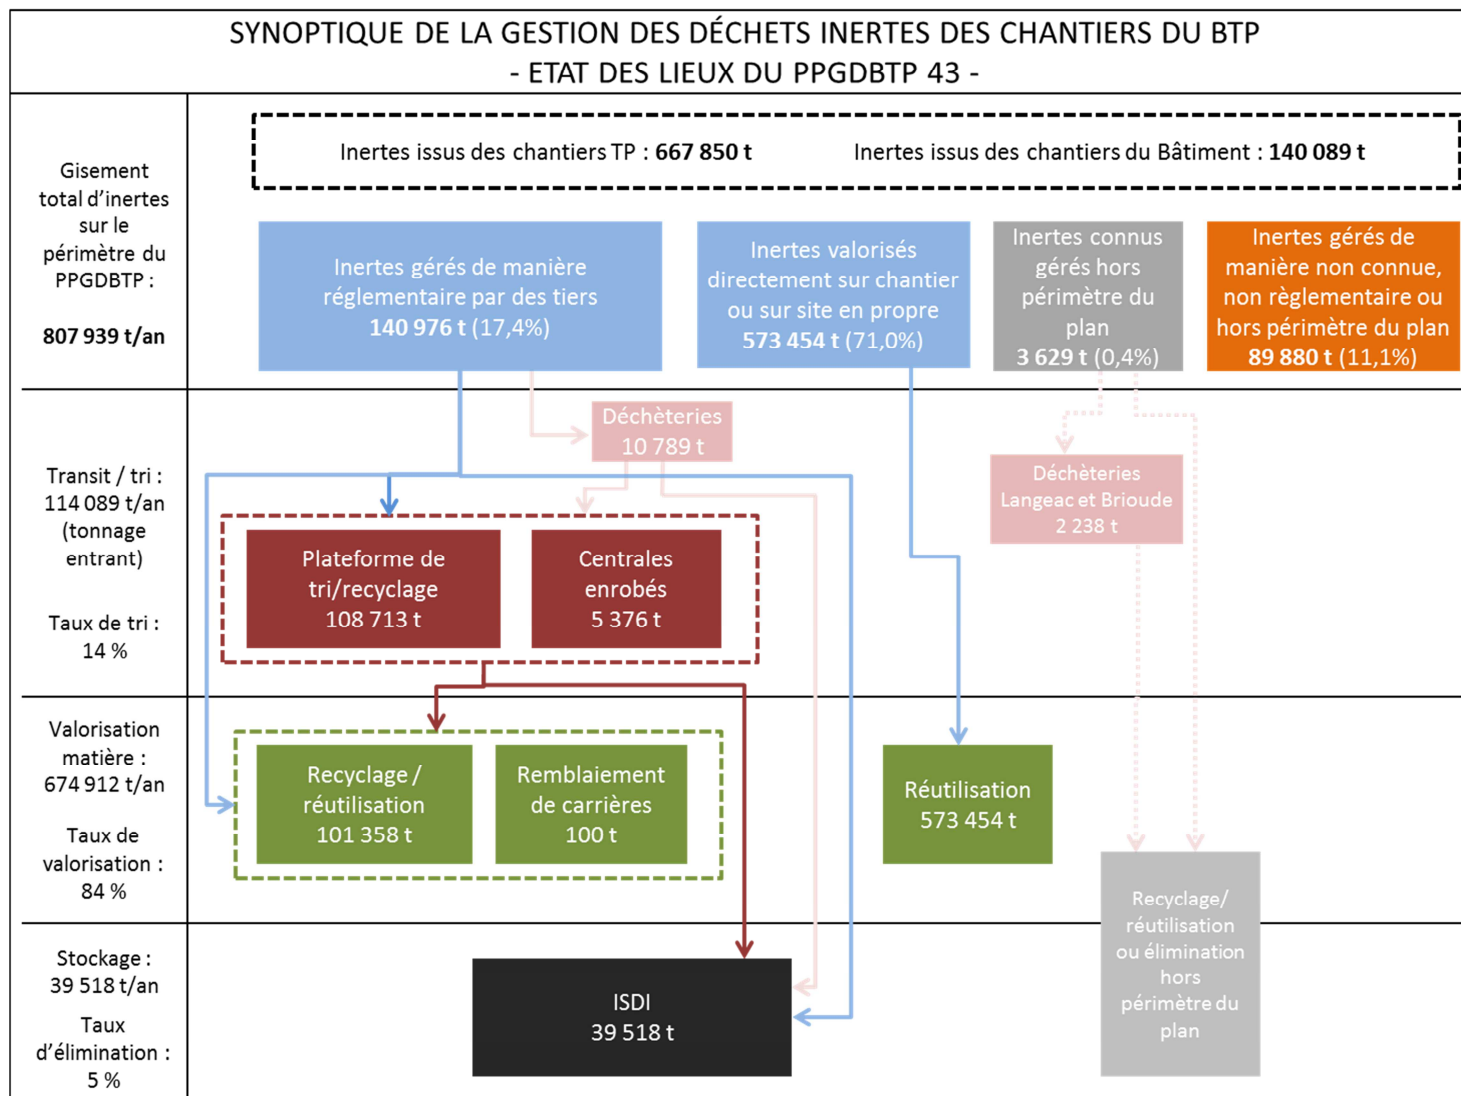 SYNOPTIQUE DE LA GESTION DES DÉCHETS INERTES DES CHANTIERS DU BTP
- ETAT DES LIEUX DU PPGDBTP 43 -
Gisement
total d’inertes
sur le
périmètre du
PPGDBTP :
807 939 t/an
Inertes issus des chantiers TP : 667 850 t
Inertes issus des chantiers du Bâtiment : 140 089 t
Inertes gérés de manière
réglementaire par des tiers
140 976 t (17,4%)
Inertes valorisés
directement sur chantier
ou sur site en propre
573 454 t (71,0%)
Inertes connus
gérés hors
périmètre du
plan
3 629 t (0,4%)
Inertes gérés de
manière non connue,
non règlementaire ou
hors périmètre du plan
89 880 t (11,1%)
Transit / tri :
114 089 t/an
(tonnage
entrant)
Taux de tri :
14 %
Déchèteries
10 789 t
Déchèteries
Langeac et Brioude
2 238 t
Plateforme de
tri/recyclage
108 713 t
Centrales
enrobés
5 376 t
Valorisation
matière :
674 912 t/an
Taux de
valorisation :
84 %
Recyclage /
réutilisation
101 358 t
Remblaiement
de carrières
100 t
Réutilisation
573 454 t
Recyclage/
réutilisation
ou élimination
hors
périmètre du
plan
Stockage :
39 518 t/an
Taux
d’élimination :
5 %
ISDI
39 518 t